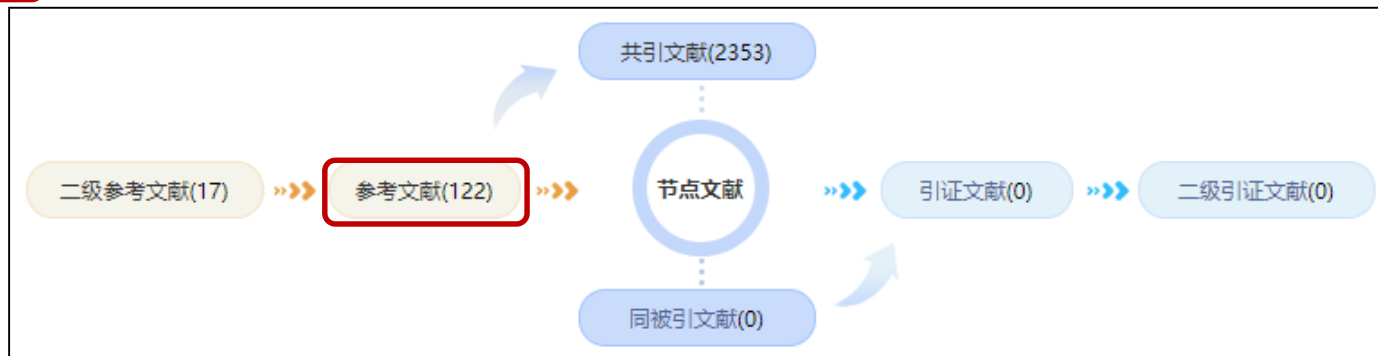 共引文献(2353)
二级参考文献(17)
参考文献(122)
节点文献
引证文献(0)
二级引证文献(0)
同被引文献(0)